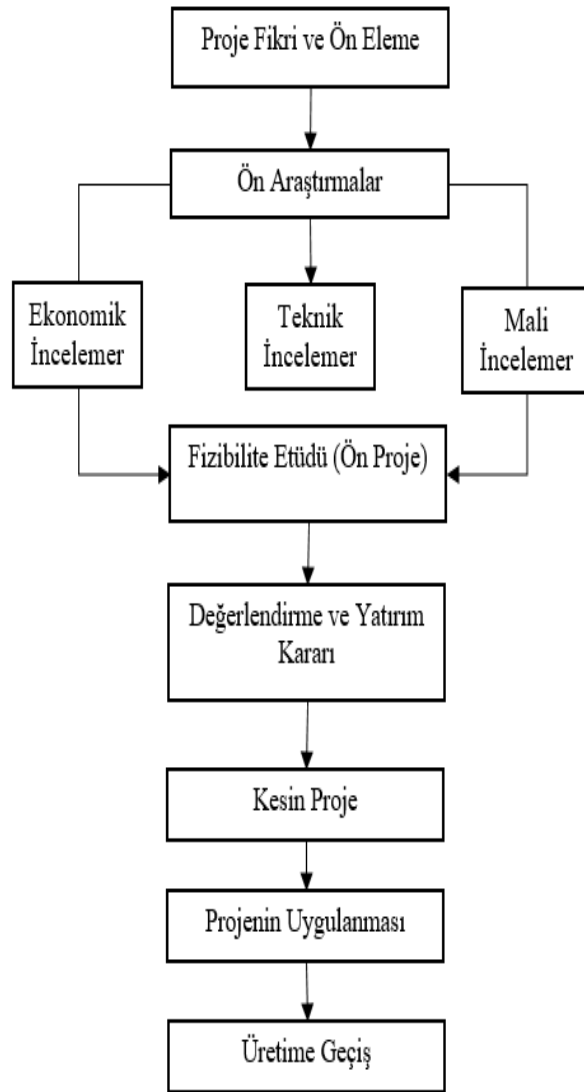 Proje Fikri ve Ön Eleme
Ön Araştırmalar
Ekonomik
İncelemer
Teknik
İncelemer
Mali
İncelemer
Fizibilite Etüdü (Ön Proje)
Değerlendirme ve Yatırım
Kararı
Kesin Proje
Projenin Uygulanması
Üretime Geçiş